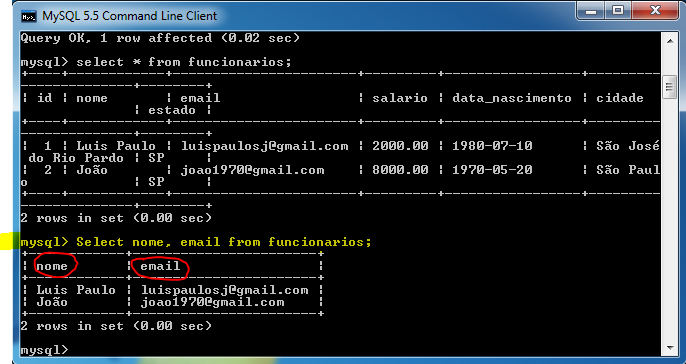 MySQL 5.5 Command Line Client
Query OK, 1 row affected (0.02 sec)
mysql> select * from funcionarios;
+----+------------+----------------------+---------+-----------------+---------
---------------+--------+
| id | nome       | email                | salario | data_nascimento | cidade
               | estado |
+----+------------+----------------------+---------+-----------------+---------
---------------+--------+
|  1 | Luis Paulo | luispaulosj@gmail.com | 2000.00 | 1980-07-10      | São José
 do Rio Pardo | SP     |
|  2 | João       | joao1970@gmail.com   | 8000.00 | 1970-05-20      | São Paul
o              | SP     |
+----+------------+----------------------+---------+-----------------+---------
---------------+--------+
2 rows in set (0.00 sec)
mysql> Select nome, email from funcionarios;
+------------+-----------------------+
| nome       | email                 |
+------------+-----------------------+
| Luis Paulo | luispaulosj@gmail.com |
| João       | joao1970@gmail.com    |
+------------+-----------------------+
2 rows in set (0.00 sec)
mysql>